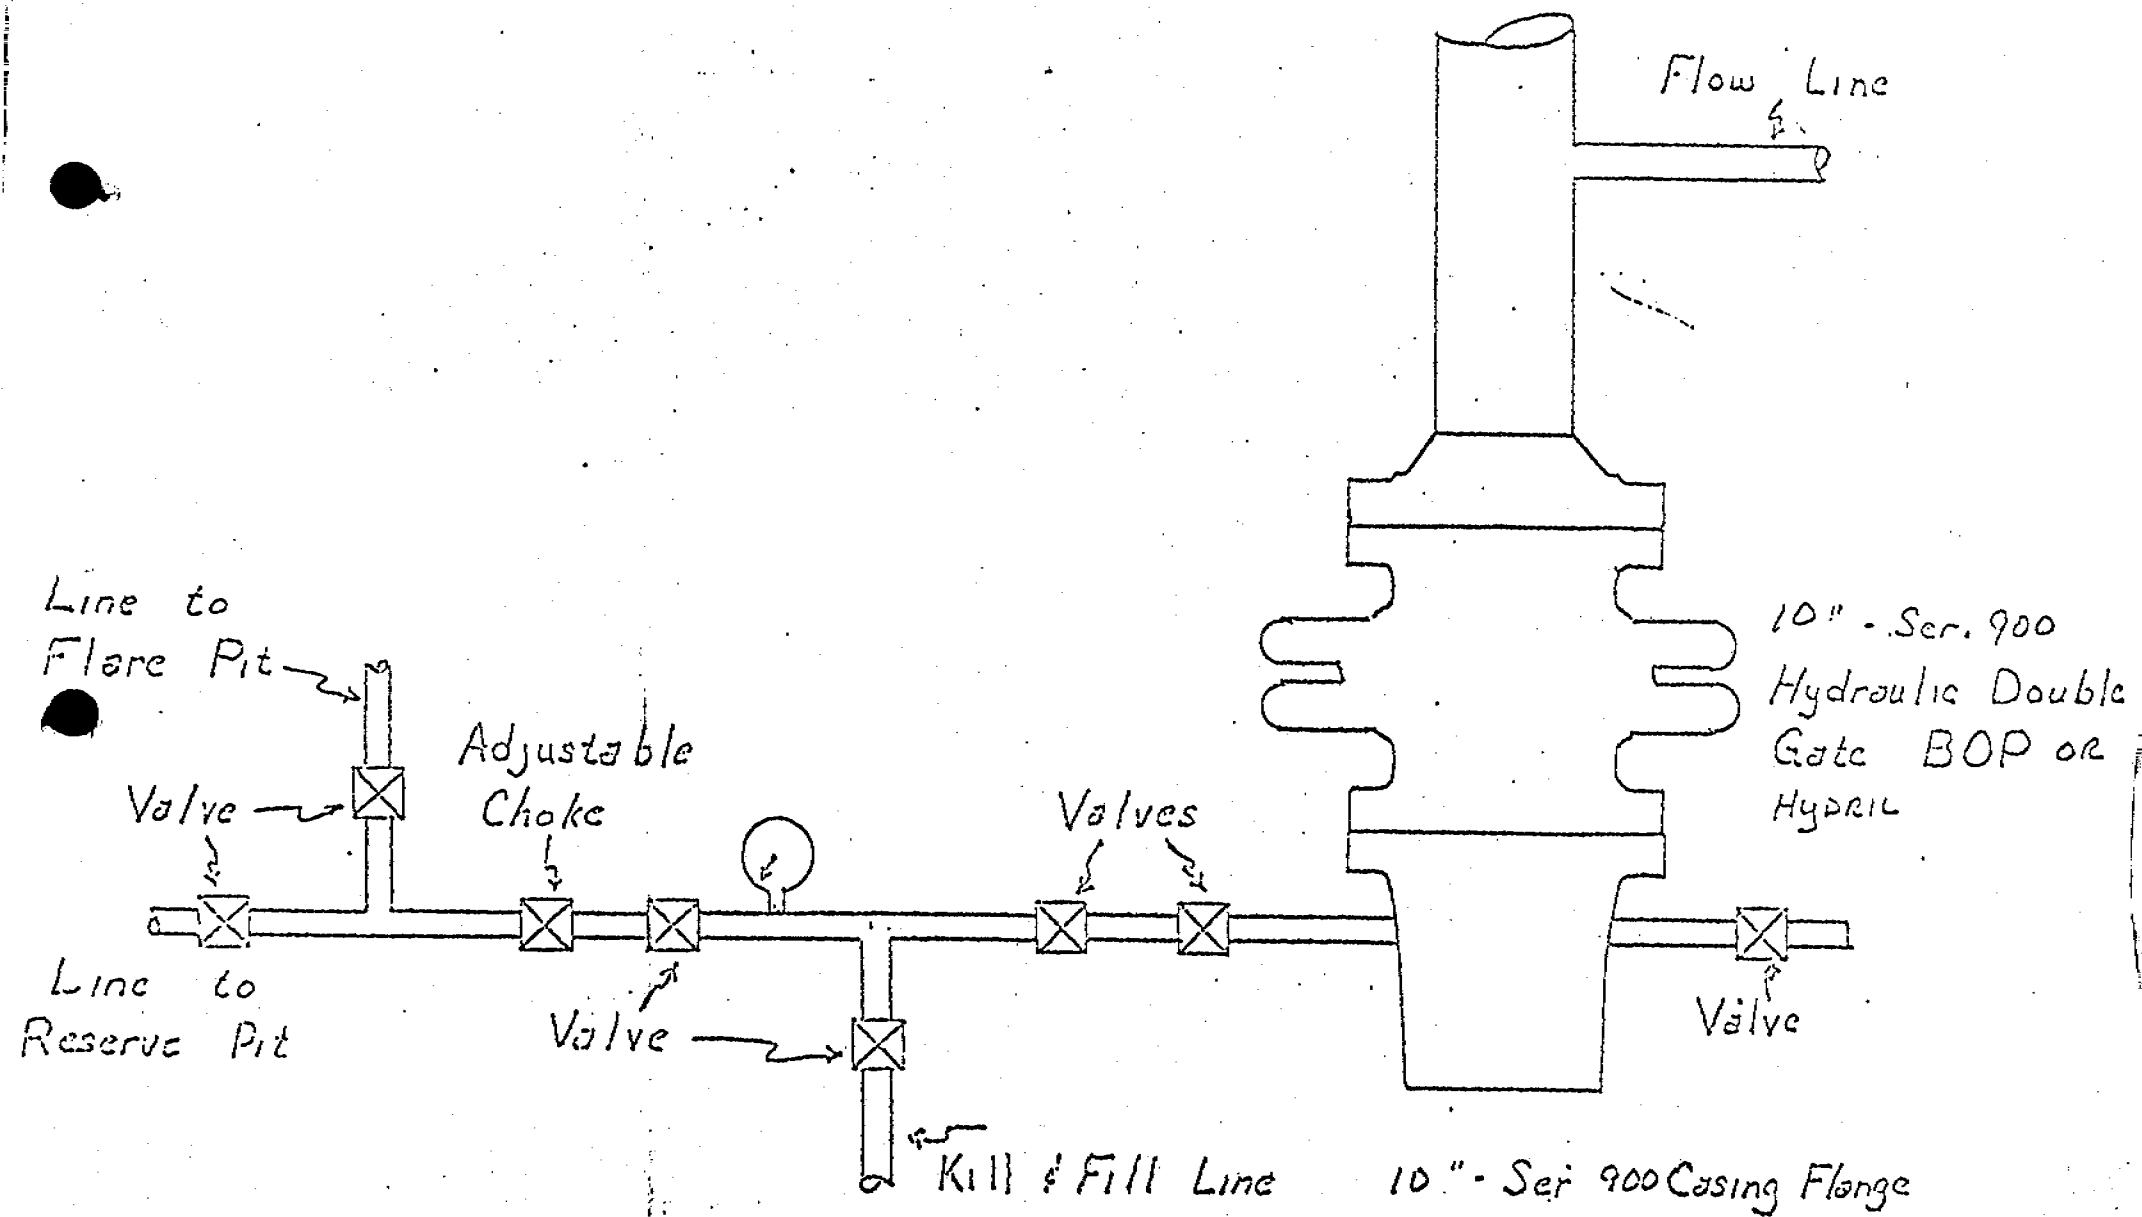 Flow Line
Line to
Flare Pit
10" - Ser. 900
Hydraulic Double
Gate BOP OR
HYDRIL
Adjustable
Choke
Valve
Valves
Line to
Reserve Pit
Valve
Valve
Kill & Fill Line
10" - Ser 900 Casing Flange